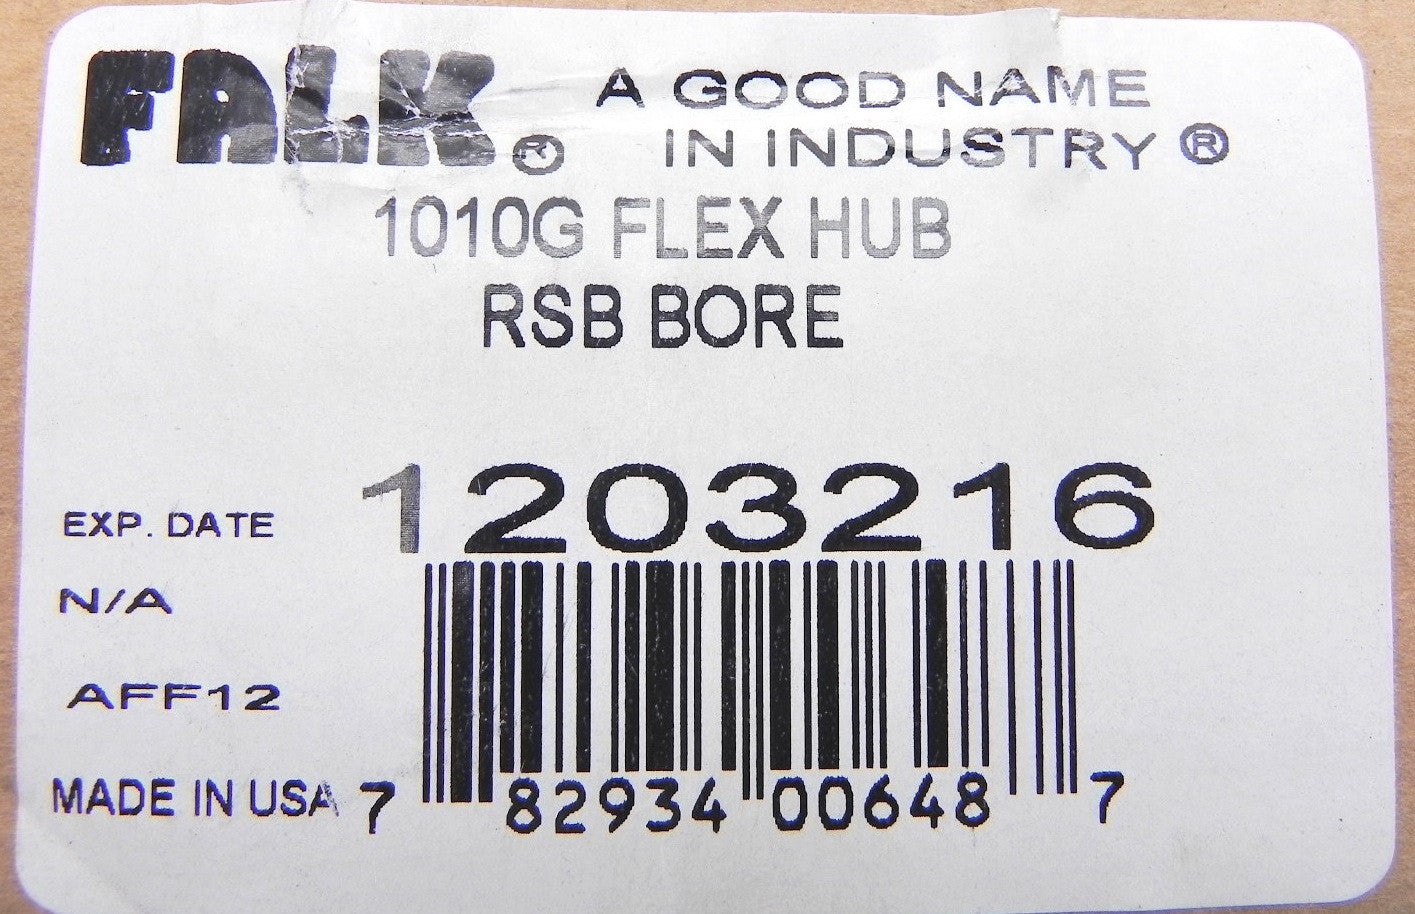 FALK® A GOOD NAME
IN INDUSTRY®
1010G FLEX HUB
RSB BORE
1203216
EXP. DATE
N/A
AFF12
MADE IN USA
7 82934 00648 7